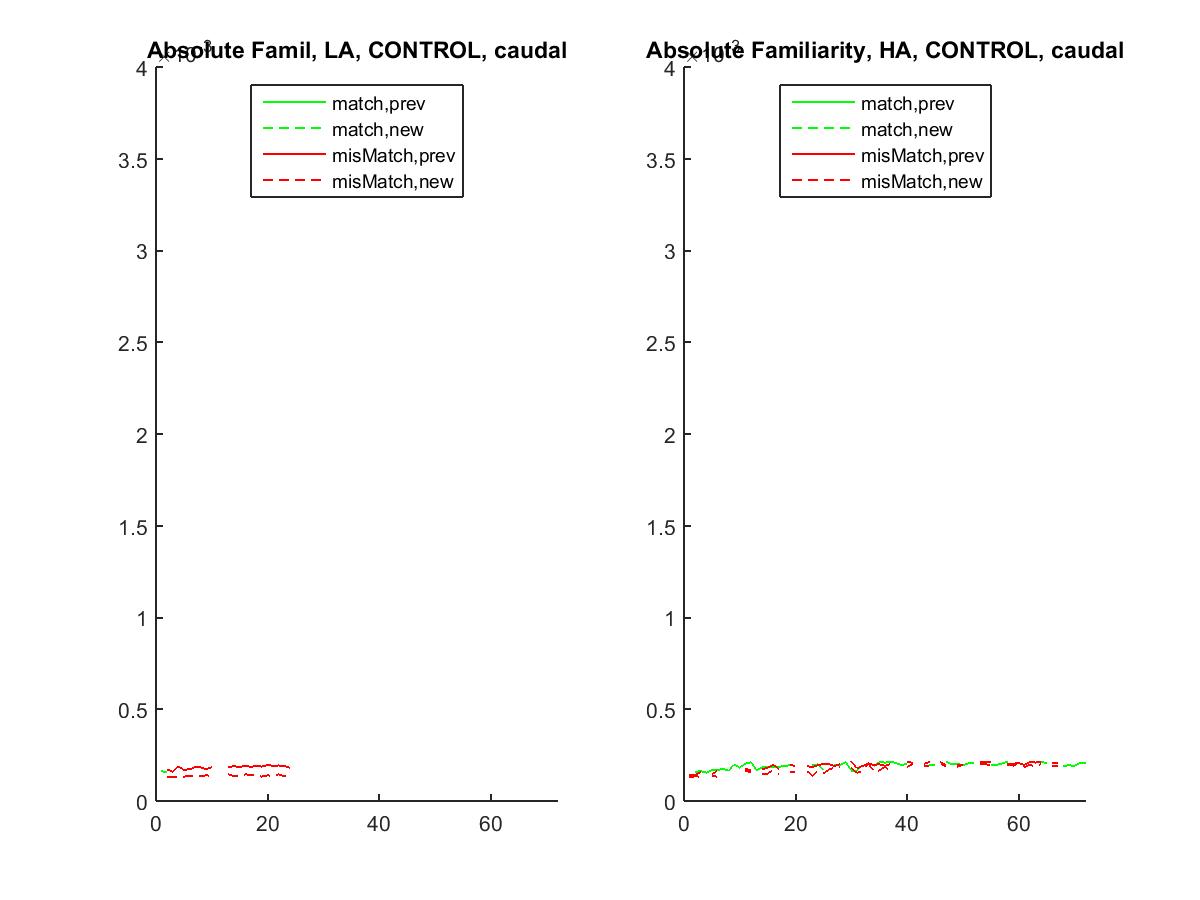 Absolute Famil, LA, CONTROL, caudal
×10
4
3.5
3
2.5
2
1.5
1
0.5
0
0 20 40 60
match,prev
match,new
misMatch,prev
misMatch,new
Absolute Familiarity, HA, CONTROL, caudal
×10
4
3.5
3
2.5
2
1.5
1
0.5
0
0 20 40 60
match,prev
match,new
misMatch,prev
misMatch,new